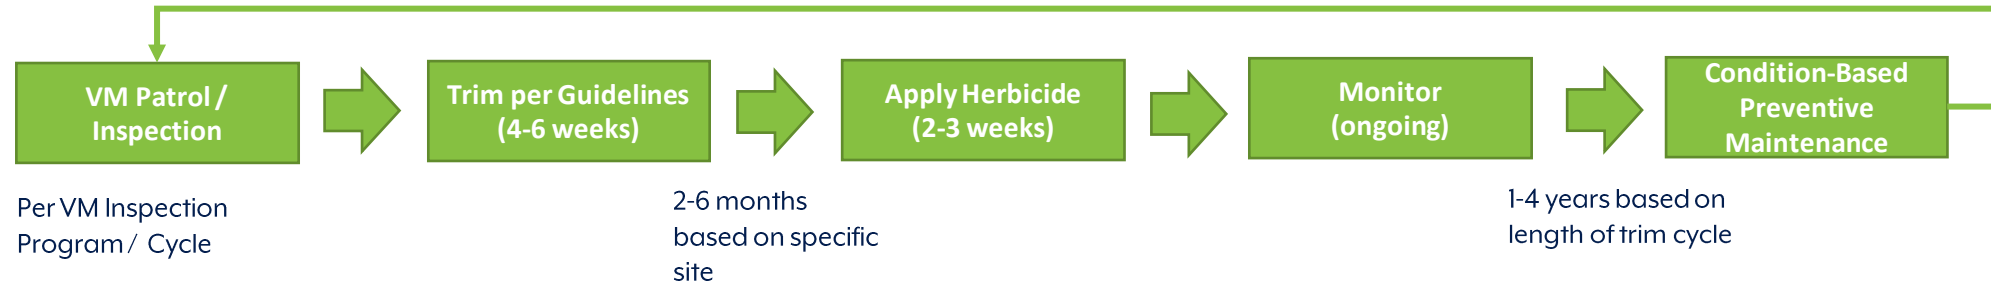 VM Patrol /
Inspection
Trim per Guidelines
(4-6 weeks)
Apply Herbicide
(2-3 weeks)
Monitor
(ongoing)
Condition-Based
Preventive
Maintenance
Per VM Inspection
Program / Cycle
2-6 months
based on specific
site
1-4 years based on
length of trim cycle